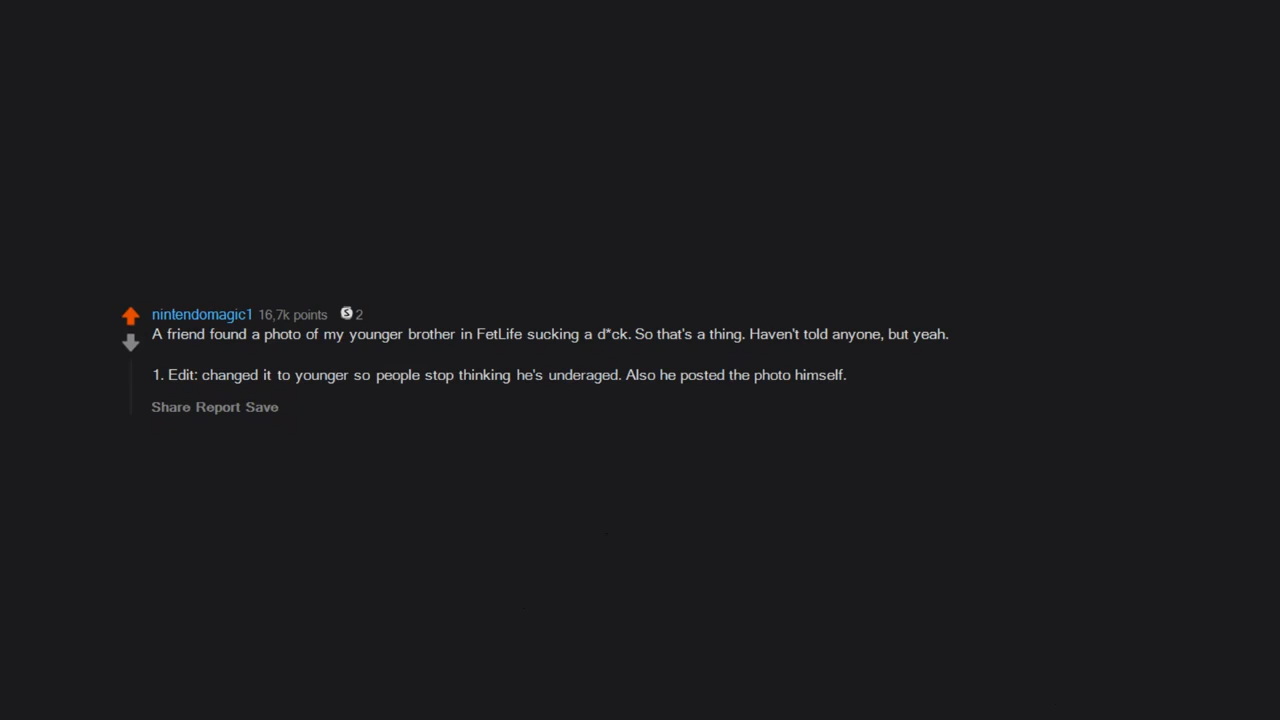 nintendomagic1 16,7k points S 2
A friend found a photo of my younger brother in FetLife sucking a d*ck. So that's a thing. Haven't told anyone, but yeah.
1. Edit: changed it to younger so people stop thinking he's underaged. Also he posted the photo himself.
Share Report Save